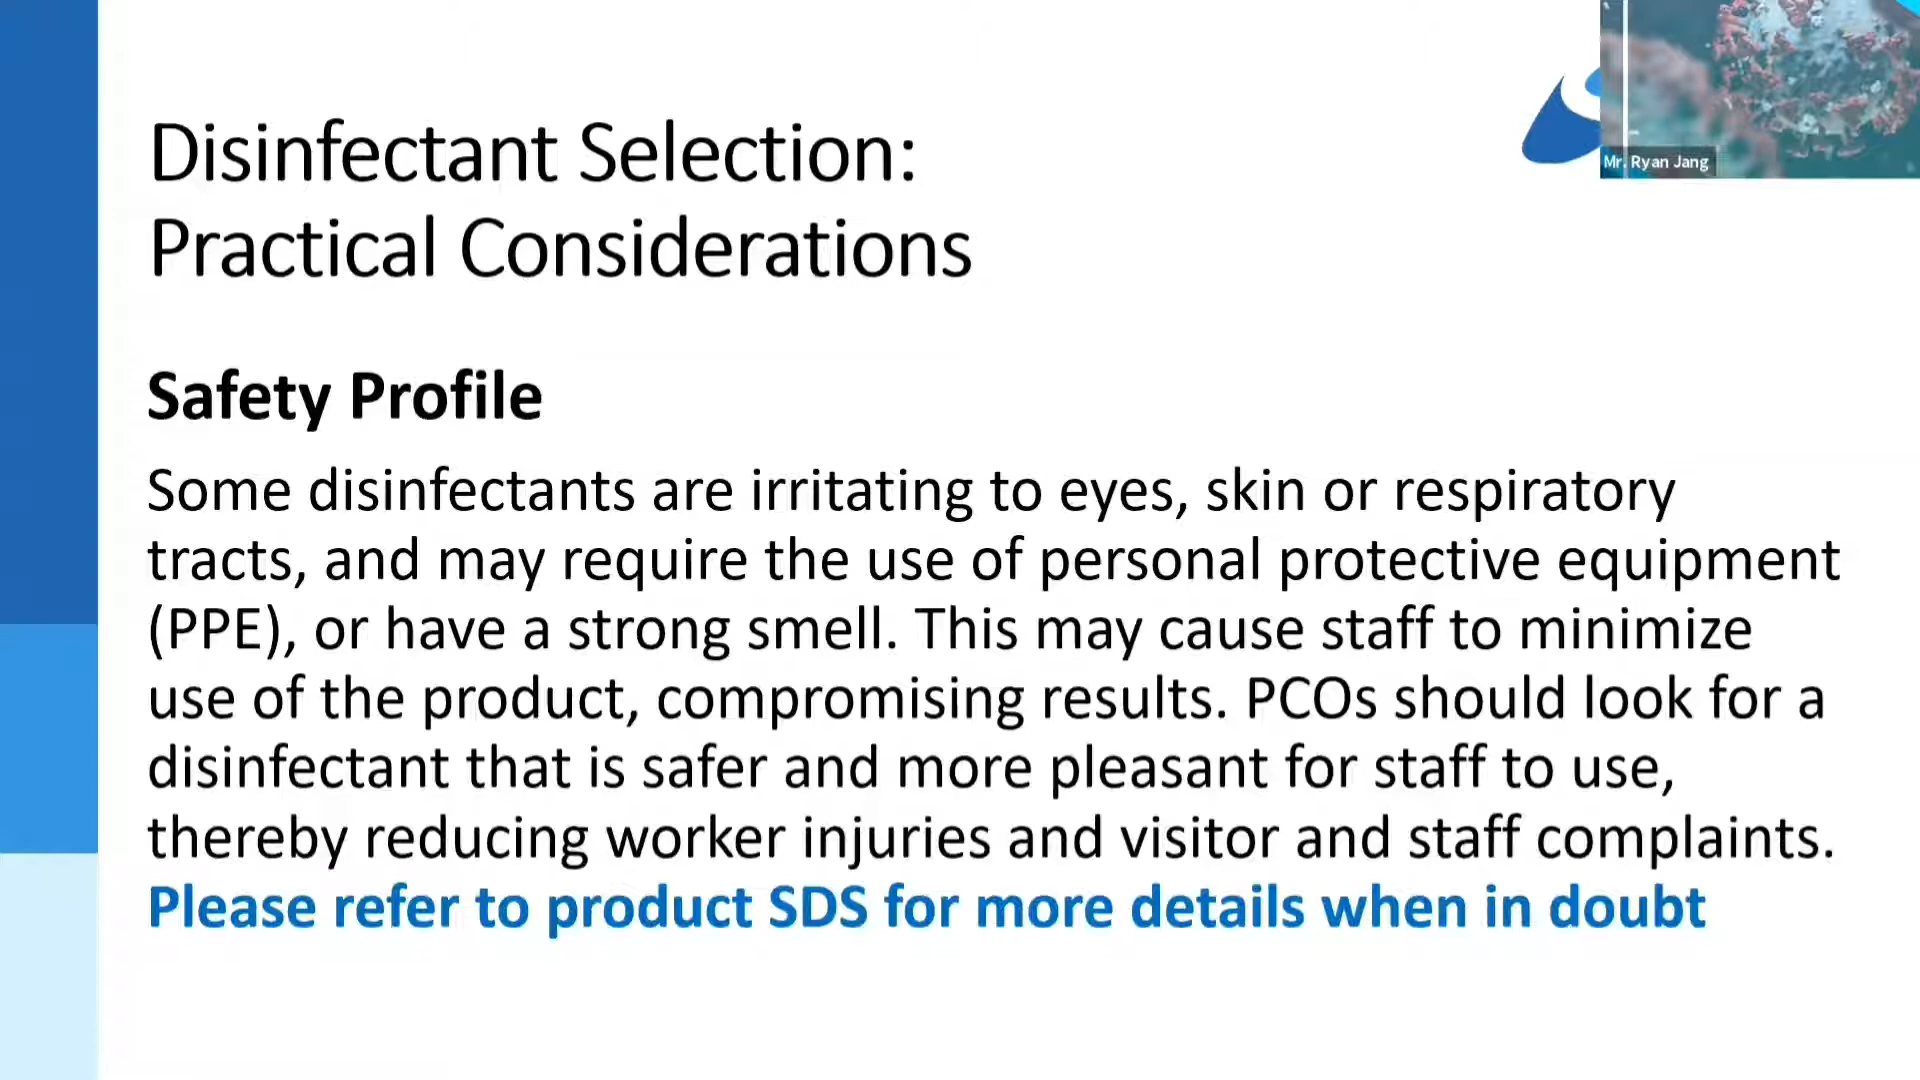 Disinfectant Selection:
Practical Considerations
Mr. Ryan Jang
Safety Profile
Some disinfectants are irritating to eyes, skin or respiratory
tracts, and may require the use of personal protective equipment
(PPE), or have a strong smell. This may cause staff to minimize
use of the product, compromising results. PCOs should look for a
disinfectant that is safer and more pleasant for staff to use,
thereby reducing worker injuries and visitor and staff complaints.
Please refer to product SDS for more details when in doubt